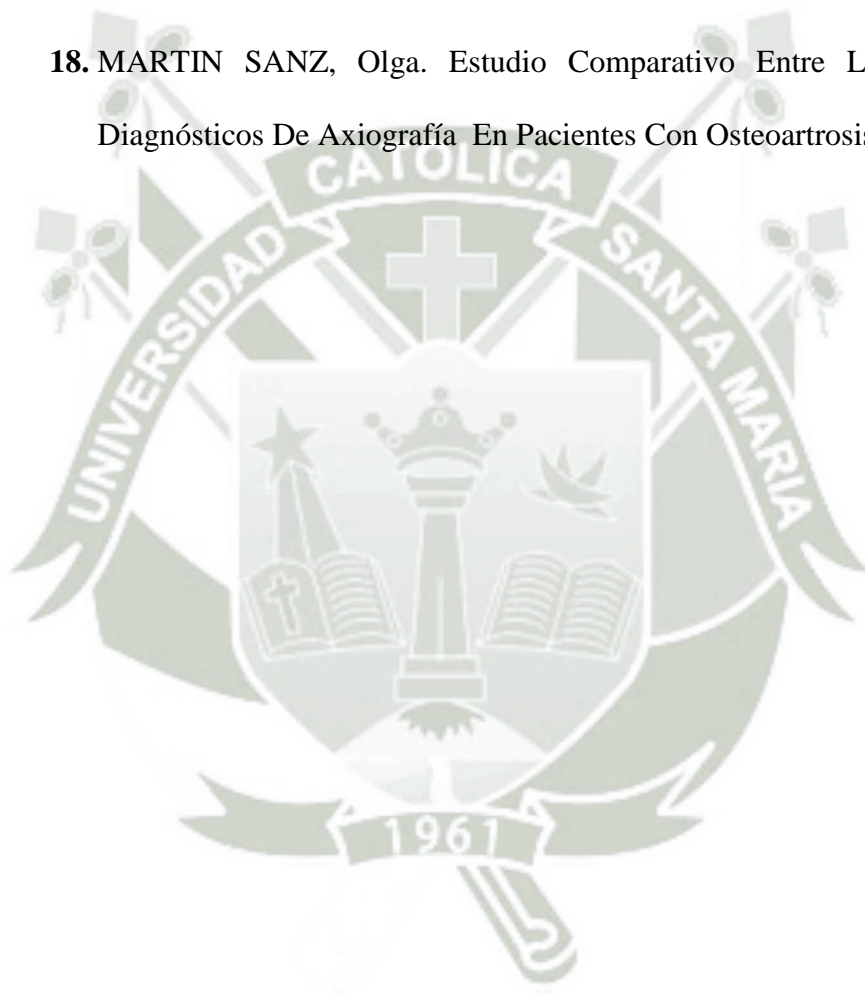 18. MARTIN SANZ, Olga. Estudio Comparativo Entre L
Diagnósticos De Axiografía En Pacientes Con Osteoartrosis
UNIVERSIDAD CATOLICA SANTA MARIA
1961